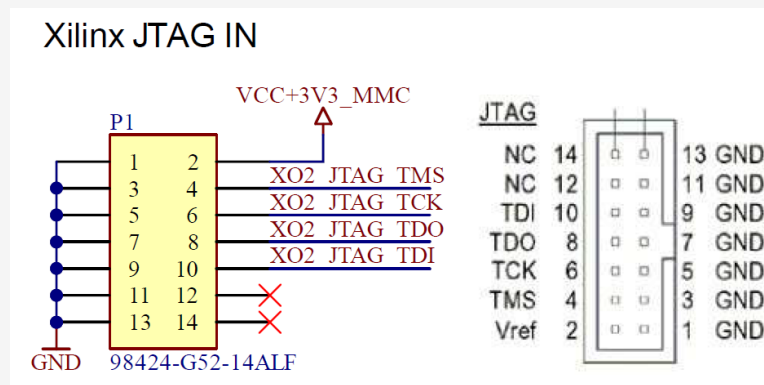 Xilinx JTAG IN
VCC+3V3_MMC
P1
1 2
3 4 XO2_JTAG_TMS
5 6 XO2_JTAG_TCK
7 8 XO2_JTAG_TDO
9 10 XO2_JTAG_TDI
11 12
13 14
GND
98424-G52-14ALF
JTAG
NC 14 13 GND
NC 12 11 GND
TDI 10 9 GND
TDO 8 7 GND
TCK 6 5 GND
TMS 4 3 GND
Vref 2 1 GND